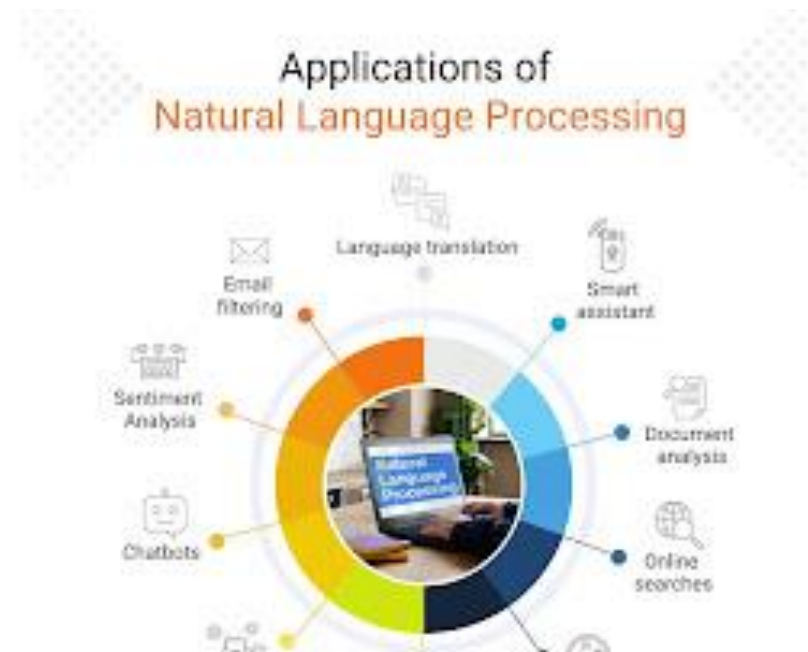 Applications of
Natural Language Processing
Language translation
Email
filtering
Smart
assistant
Sentiment
Analysis
Document
analysis
Natural
Language
Processing
Chatbots
Online
searches